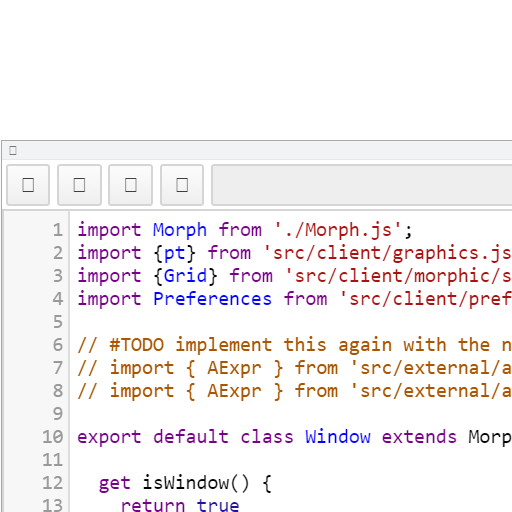 1 import Morph from './Morph.js';
2 import {pt} from 'src/client/graphics.js
3 import {Grid} from 'src/client/morphic/s
4 import Preferences from 'src/client/pref
5
6 // #TODO implement this again with the n
7 // import { AExpr } from 'src/external/a
8 // import { AExpr } from 'src/external/a
9
10 export default class Window extends Morp
11
12 get isWindow() {
13 return true